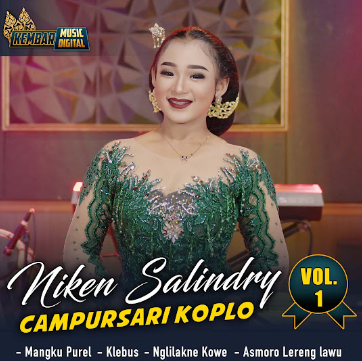 KEMBAR MUSIC DIGITAL
Niken Salindry
CAMPURSARI KOPLO
VOL. 1
- Mangku Purel - Klebus - Nglilakne Kowe - Asmoro Lereng lawu